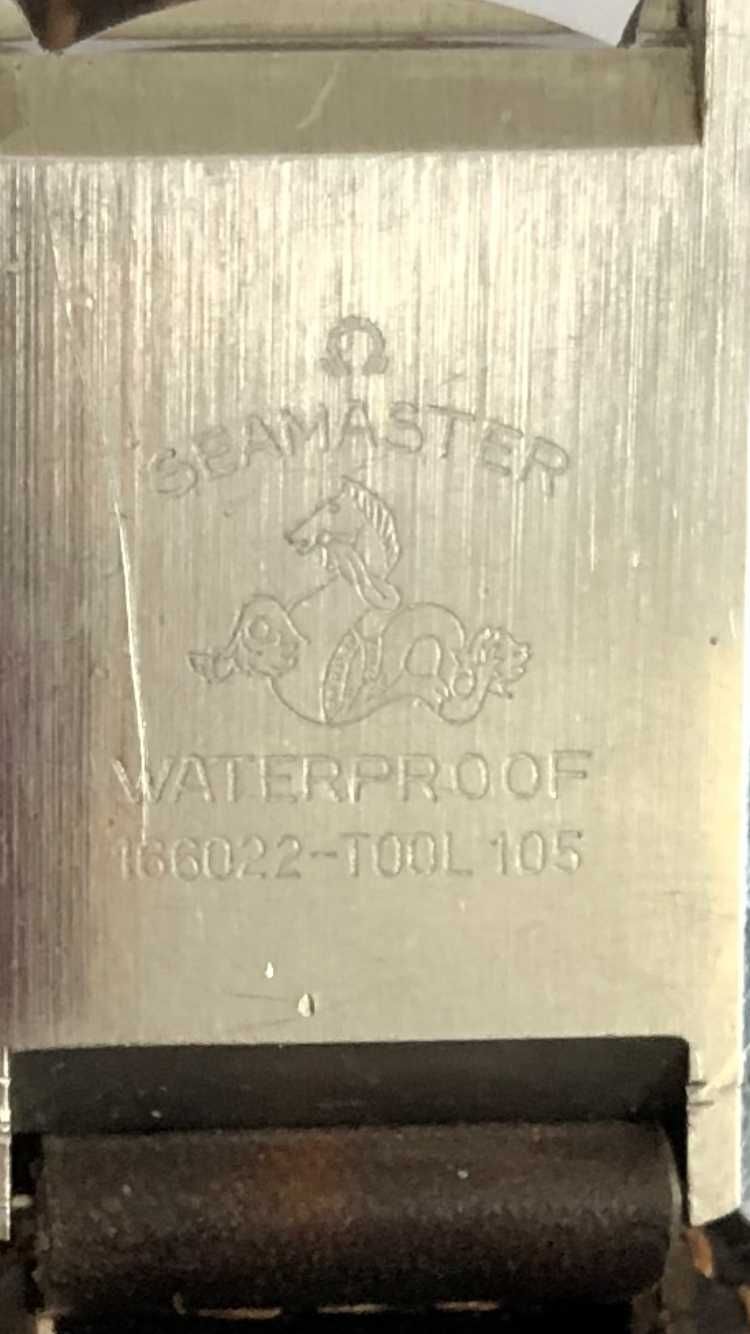 Ω
SEAMASTER
WATERPROOF
166022-TOOL 105